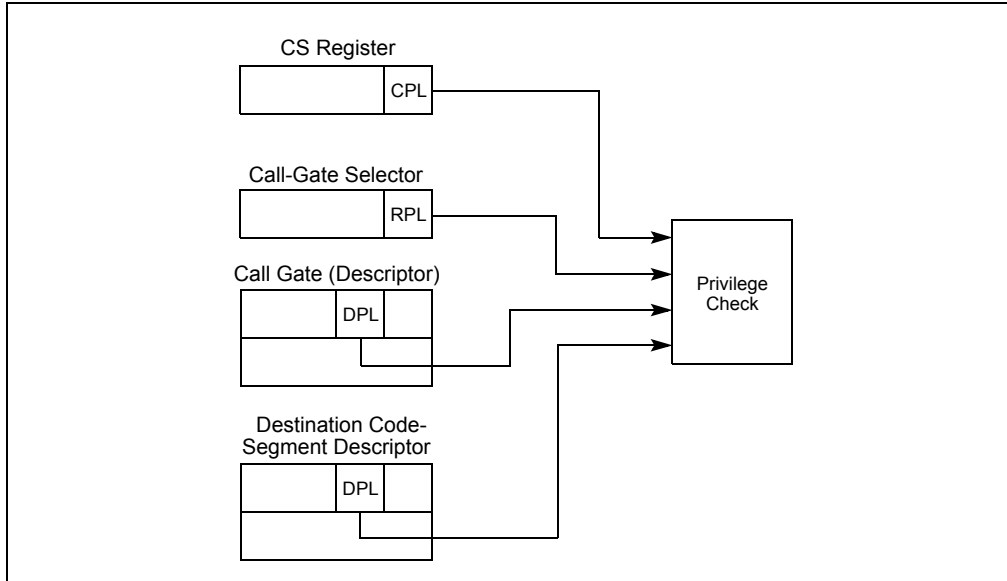 CS Register
CPL
Call-Gate Selector
RPL
Call Gate (Descriptor)
DPL
Privilege
Check
Destination Code-
Segment Descriptor
DPL